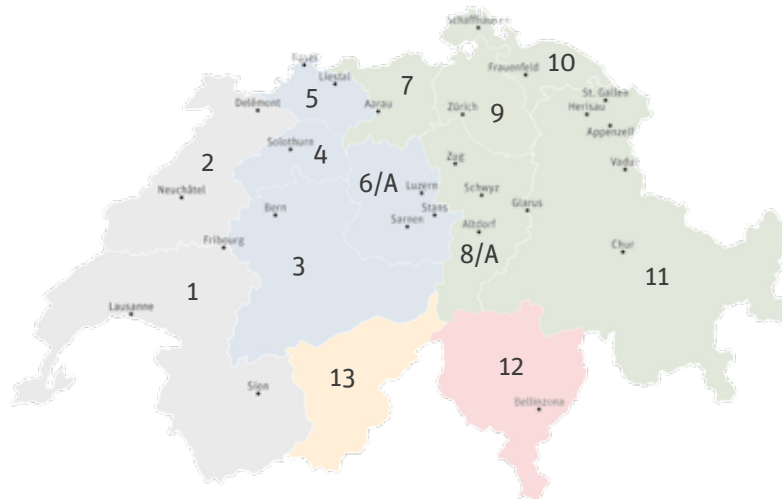 Schaffhausen
10
Basel
Frauenfeld
Liestal
7
St. Gallen
5
Delémont
Aarau
Zürich
9
Herisau
Appenzell
2
Solothurn
4
Zug
Vaduz
6/A
Luzern
Schwyz
Neuchâtel
Bern
Stans
Glarus
Sarnen
Altdorf
Fribourg
8/A
Chur
3
11
1
Lausanne
13
12
Sion
Bellinzona